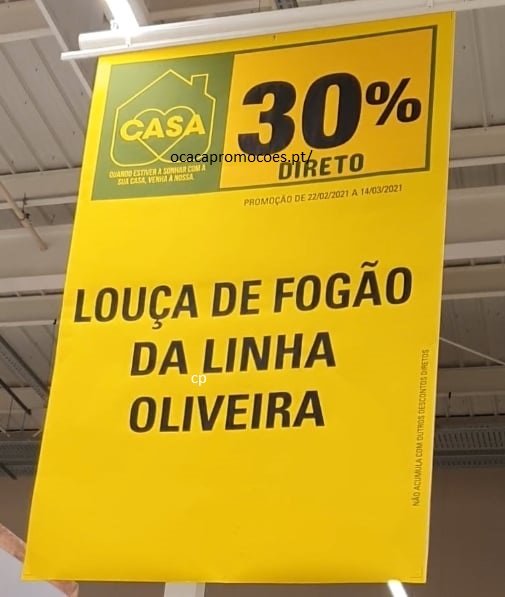 CASA
QUANDO ESTIVER A SONHAR COM A
SUA CASA, VENHA À NOSSA.
30%
DIRETO
ocacapromocoes.pt/
PROMOÇÃO DE 22/02/2021 A 14/03/2021
LOUÇA DE FOGÃO
DA LINHA
cp
OLIVEIRA
NÃO ACUMULA COM OUTROS DESCONTOS DIRETOS